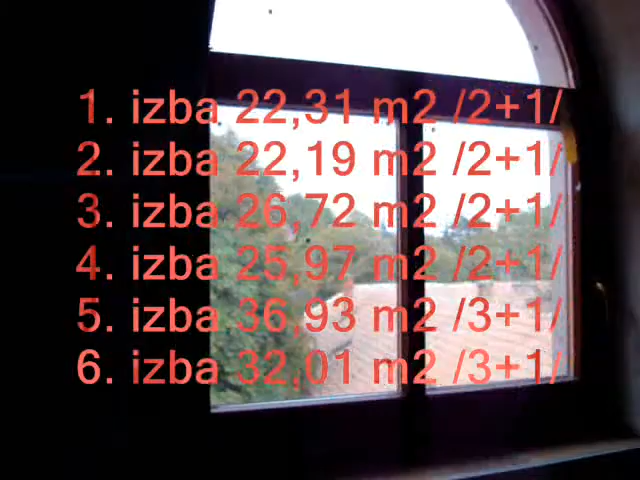 1. izba 22,31 m2 /2+1/
2. izba 22,19 m2 /2+1/
3. izba 26,72 m2 /2+1/
4. izba 25,97 m2 /2+1/
5. izba 36,93 m2 /3+1/
6. izba 32,01 m2 /3+1/